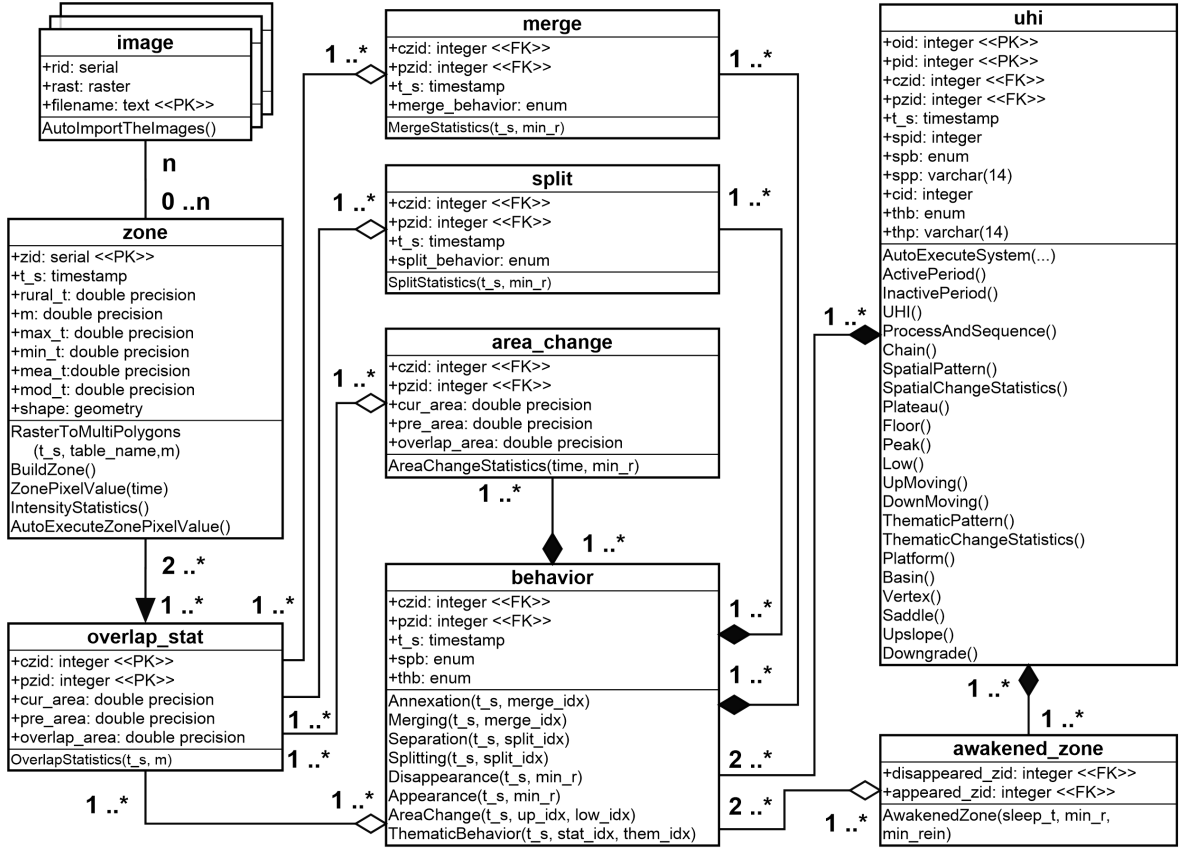 image
+rid: serial
+rast: raster
+filename: text <<PK>>
AutoImportTheImages()
n
0 ..n
zone
+zid: serial <<PK>>
+t_s: timestamp
+rural_t: double precision
+m: double precision
+max_t: double precision
+min_t: double precision
+mea_t:double precision
+mod_t: double precision
+shape: geometry
RasterToMultiPolygons
(t_s, table_name,m)
BuildZone()
ZonePixelValue(time)
IntensityStatistics()
AutoExecuteZonePixelValue()
2 ..*
1 ..*
1 ..*
overlap_stat
+czid: integer <<PK>>
+pzid: integer <<PK>>
+cur_area: double precision
+pre_area: double precision
+overlap_area: double precision
OverlapStatistics(t_s, m)
1 ..*
1 ..*
1 ..*
1 ..*
merge
+czid: integer <<FK>>
+pzid: integer <<FK>>
+t_s: timestamp
+merge_behavior: enum
MergeStatistics(t_s, min_r)
1 ..*
1 ..*
split
+czid: integer <<FK>>
+pzid: integer <<FK>>
+t_s: timestamp
+split_behavior: enum
SplitStatistics(t_s, min_r)
1 ..*
1 ..*
area_change
+czid: integer <<FK>>
+pzid: integer <<FK>>
+cur_area: double precision
+pre_area: double precision
+overlap_area: double precision
AreaChangeStatistics(time, min_r)
1 ..*
1 ..*
behavior
+czid: integer <<FK>>
+pzid: integer <<FK>>
+t_s: timestamp
+spb: enum
+thb: enum
Annexation(t_s, merge_idx)
Merging(t_s, merge_idx)
Separation(t_s, split_idx)
Splitting(t_s, split_idx)
Disappearance(t_s, min_r)
Appearance(t_s, min_r)
AreaChange(t_s, up_idx, low_idx)
ThematicBehavior(t_s, stat_idx, them_idx)
1 ..*
1 ..*
1 ..*
2 ..*
2 ..*
1 ..*
uhi
+oid: integer <<PK>>
+pid: integer <<PK>>
+czid: integer <<FK>>
+pzid: integer <<FK>>
+t_s: timestamp
+spid: integer
+spb: enum
+spp: varchar(14)
+cid: integer
+thb: enum
+thp: varchar(14)
AutoExecuteSystem(...)
ActivePeriod()
InactivePeriod()
UHI()
ProcessAndSequence()
Chain()
SpatialPattern()
SpatialChangeStatistics()
Plateau()
Floor()
Peak()
Low()
UpMoving()
DownMoving()
ThematicPattern()
ThematicChangeStatistics()
Platform()
Basin()
Vertex()
Saddle()
Upslope()
Downgrade()
1 ..*
1 ..*
1 ..*
awakened_zone
+disappeared_zid: integer <<FK>>
+appeared_zid: integer <<FK>>
AwakenedZone(sleep_t, min_r,
min_rein)